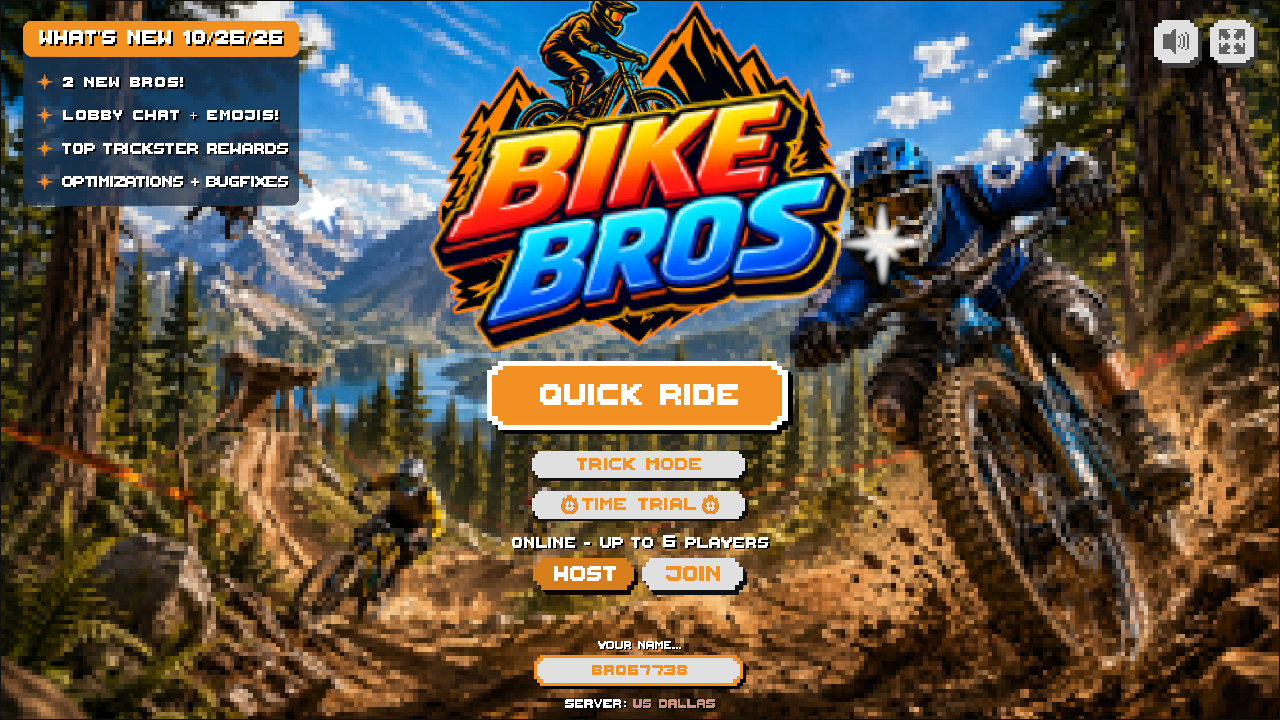 WHAT'S NEW 10/26/26
2 NEW BROS!
LOBBY CHAT + EMOJIS!
TOP TRICKSTER REWARDS
OPTIMIZATIONS + BUGFIXES
BIKE
BROS
QUICK RIDE
TRICK MODE
TIME TRIAL
ONLINE - UP TO 6 PLAYERS
HOST JOIN
YOUR NAME...
BRO67738
SERVER: US DALLAS